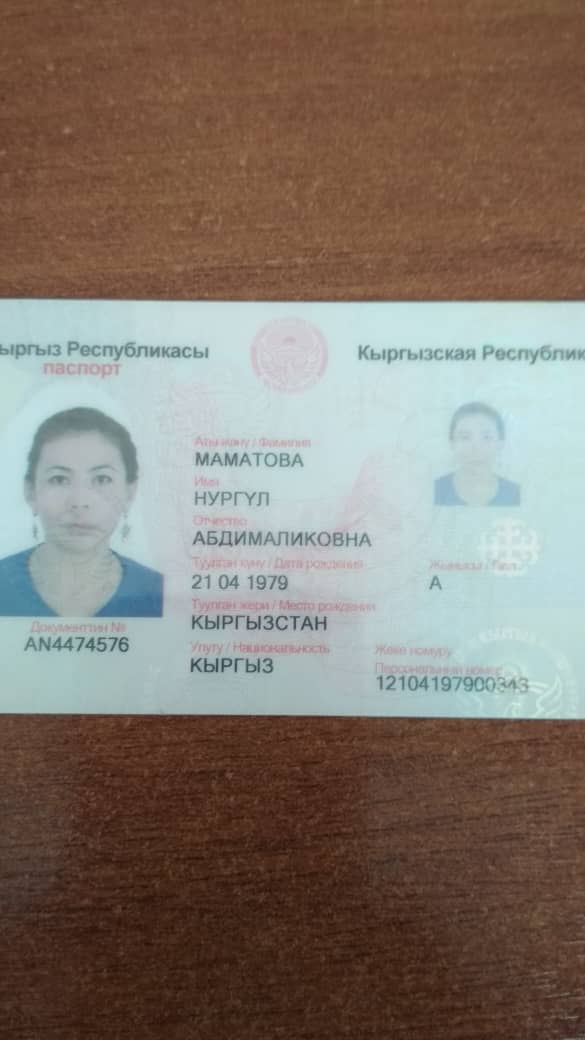 ыргыз Республикасы
паспорт
Кыргызская Республик
Аты-жөнү / Фамилия
МАМАТОВА
Имя
НУРГҮЛ
Отчество
АБДИМАЛИКОВНА
Туулган күнү / Дата рождения
21 04 1979
Жынысы / Пол
А
Туулган жери / Место рождения
КЫРГЫЗСТАН
Документтин №
AN4474576
Улуту / Национальность
КЫРГЫЗ
Жеке номуру
Персональный номер
12104197900343